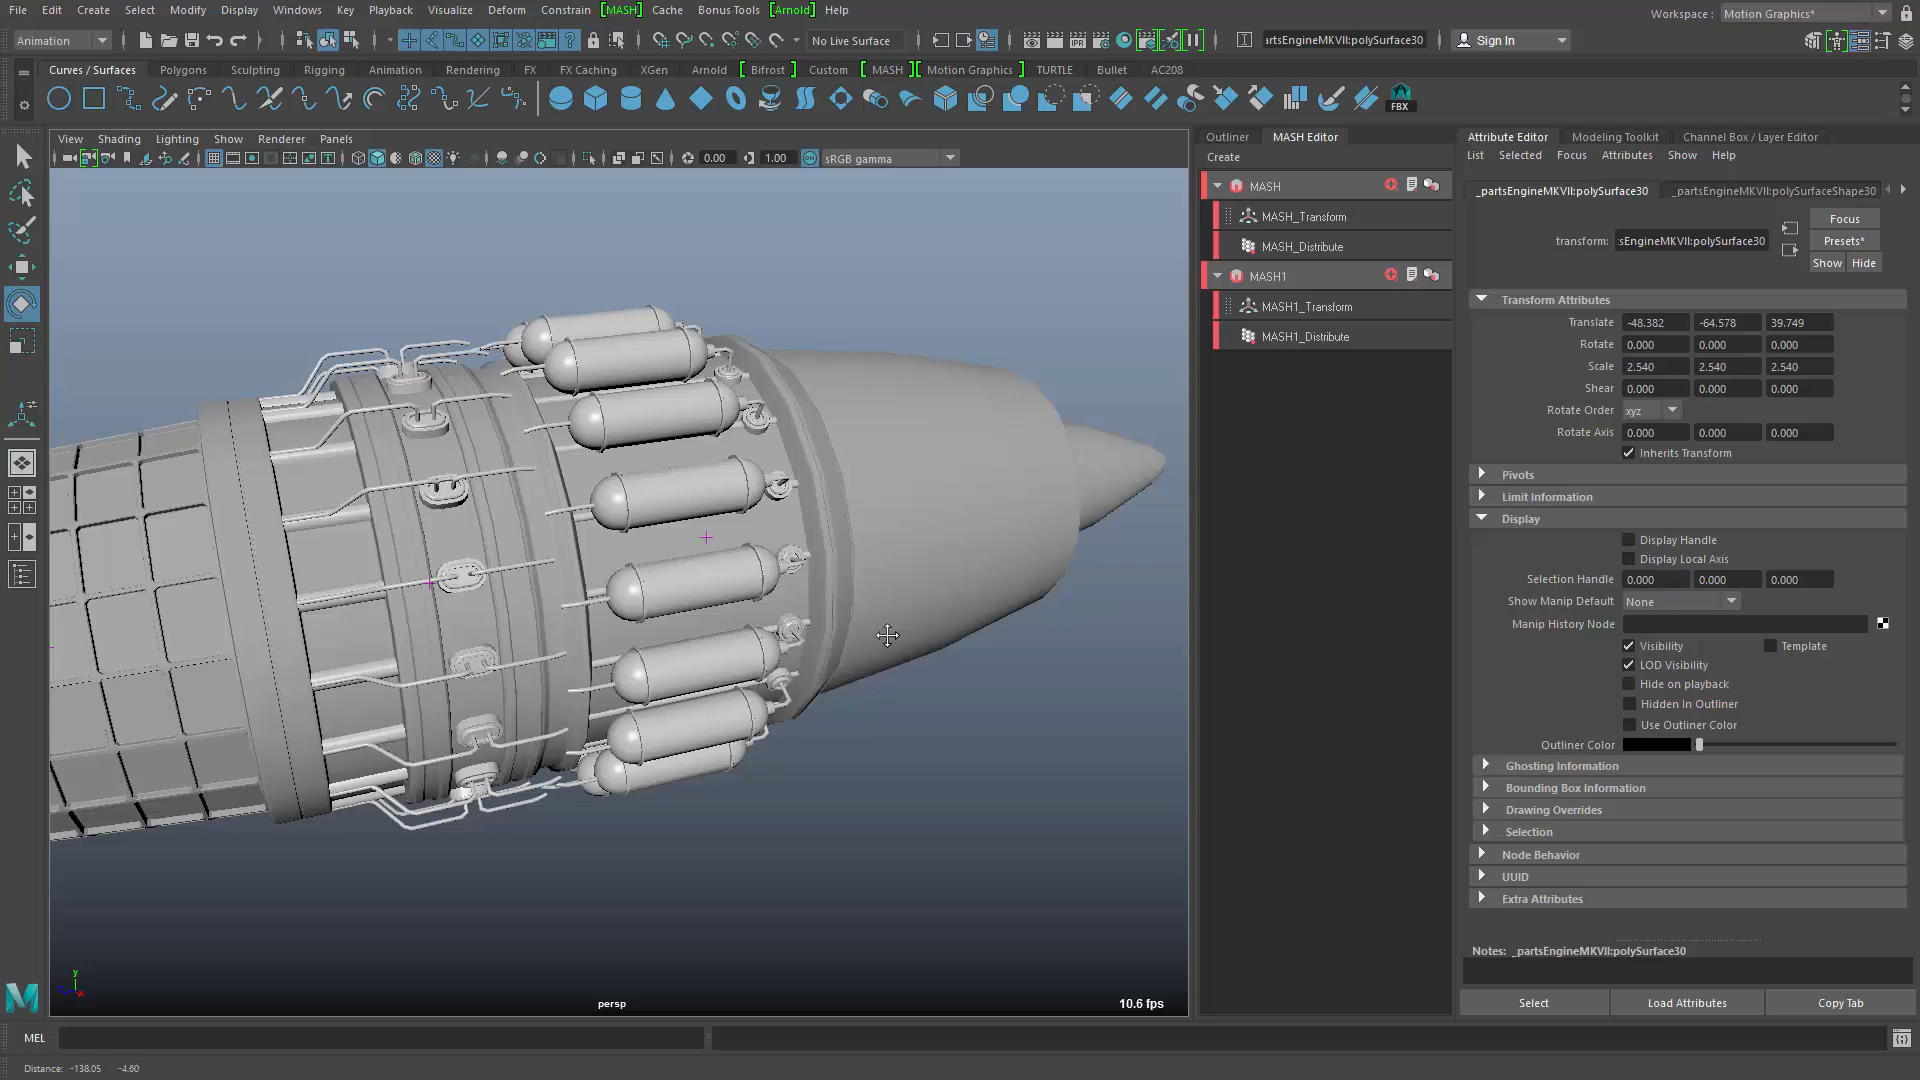 File Edit Create Select Modify Display Windows Key Playback Visualize Deform Constrain [MASH] Cache Bonus Tools [Arnold] Help
Workspace : Motion Graphics*
Animation
No Live Surface
artsEngineMKVII:polySurface30
Sign In
Curves / Surfaces Polygons Sculpting Rigging Animation Rendering FX FX Caching XGen Arnold [ Bifrost ] Custom [ MASH ] [ Motion Graphics ] TURTLE Bullet AC208
FBX
View Shading Lighting Show Renderer Panels
0.00
1.00
sRGB gamma
Outliner MASH Editor
Create
MASH
MASH_Transform
MASH_Distribute
MASH1
MASH1_Transform
MASH1_Distribute
Attribute Editor Modeling Toolkit Channel Box / Layer Editor
List Selected Focus Attributes Show Help
_partsEngineMKVII:polySurface30 _partsEngineMKVII:polySurfaceShape30
Focus
transform: :sEngineMKVII:polySurface30 Presets*
Show Hide
Transform Attributes
Translate -48.382 -64.578 39.749
Rotate 0.000 0.000 0.000
Scale 2.540 2.540 2.540
Shear 0.000 0.000 0.000
Rotate Order xyz
Rotate Axis 0.000 0.000 0.000
Inherits Transform
Pivots
Limit Information
Display
Display Handle
Display Local Axis
Selection Handle 0.000 0.000 0.000
Show Manip Default None
Manip History Node
Visibility Template
LOD Visibility
Hide on playback
Hidden In Outliner
Use Outliner Color
Outliner Color
Ghosting Information
Bounding Box Information
Drawing Overrides
Selection
Node Behavior
UUID
Extra Attributes
Notes: _partsEngineMKVII:polySurface30
Select Load Attributes Copy Tab
y
persp
10.6 fps
MEL
Distance: -138.05 -4.60